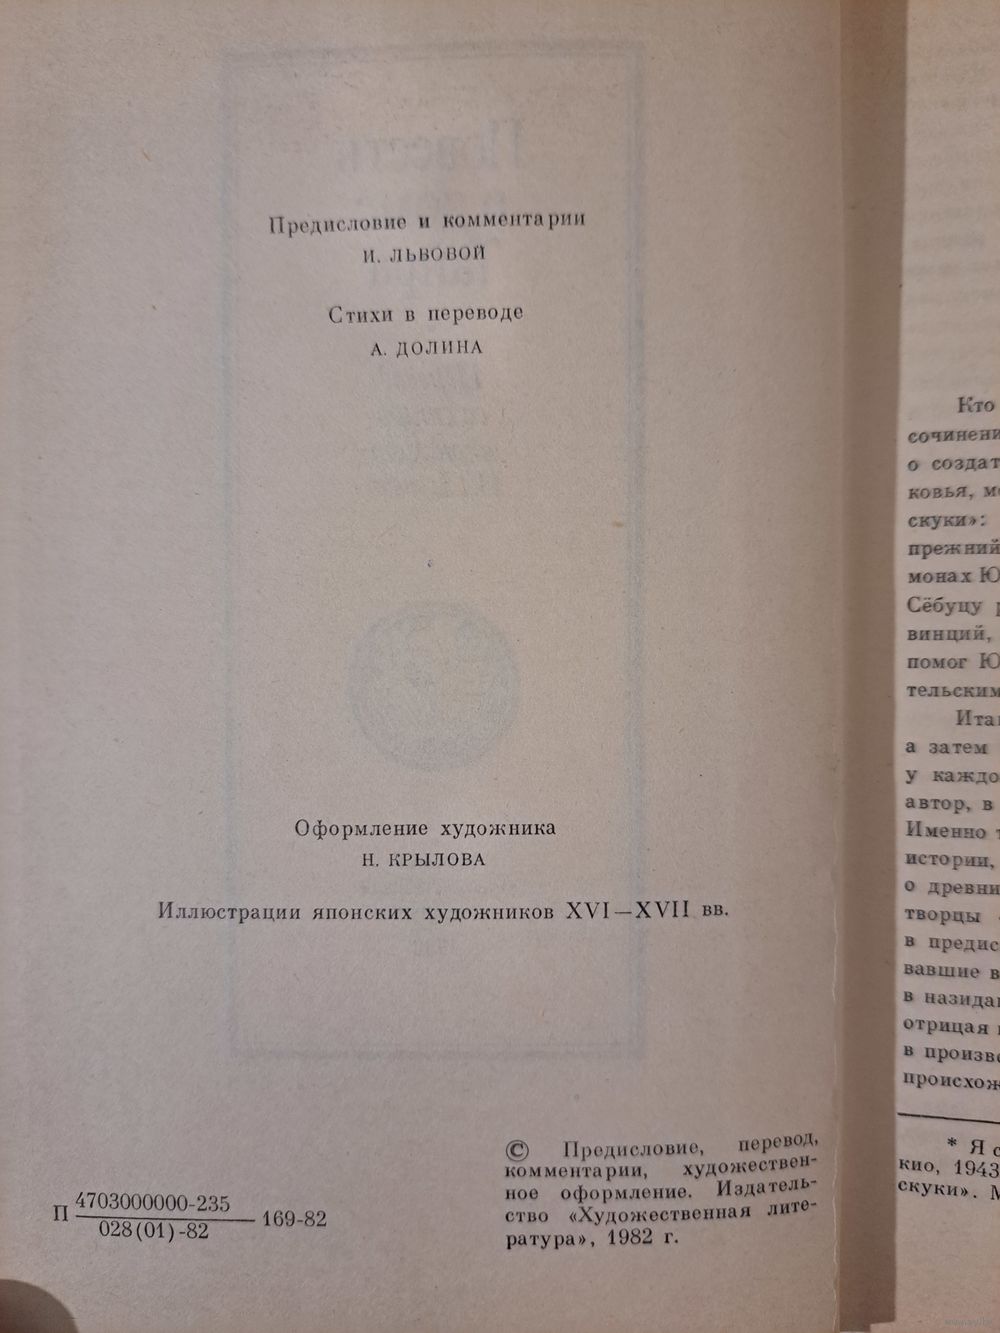 Предисловие и комментарии
И. ЛЬВОВОЙ
Стихи в переводе
А. ДОЛИНА
Оформление художника
Н. КРЫЛОВА
Иллюстрации японских художников XVI—XVII вв.
П 4703000000-235
028(01)-82
169-82
© Предисловие, перевод,
комментарии, художествен-
ное оформление. Издатель-
ство «Художественная лите-
ратура», 1982 г.
Кто
сочинени
о создат
ковья, м
скуки»:
прежний
монах Ю
Сёбуцу
винций,
помог Ю
тельским
Ита
а затем
у каждо
автор, в
Именно
истории,
о древни
творцы
в предис
вавшие в
в назида
отрицая
в произве
происхож
* Я с
кио, 1943
скуки». М